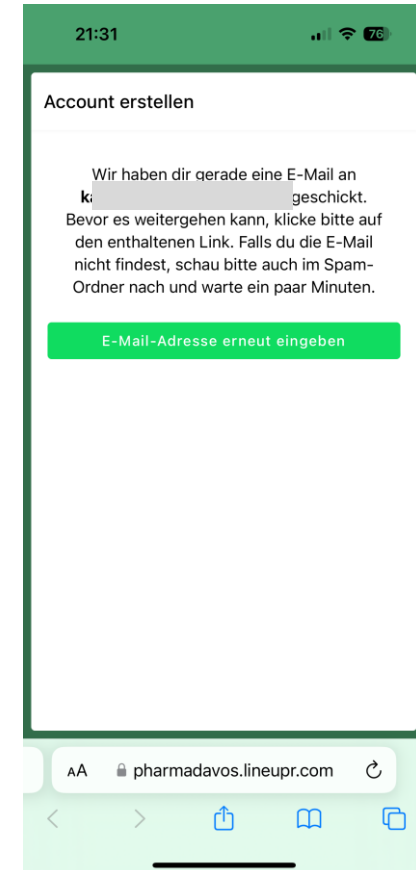 21:31
76
Account erstellen
Wir haben dir gerade eine E-Mail an
geschickt.
Bevor es weitergehen kann, klicke bitte auf
den enthaltenen Link. Falls du die E-Mail
nicht findest, schau bitte auch im Spam-
Ordner nach und warte ein paar Minuten.
E-Mail-Adresse erneut eingeben
AA pharmadavos.lineupr.com